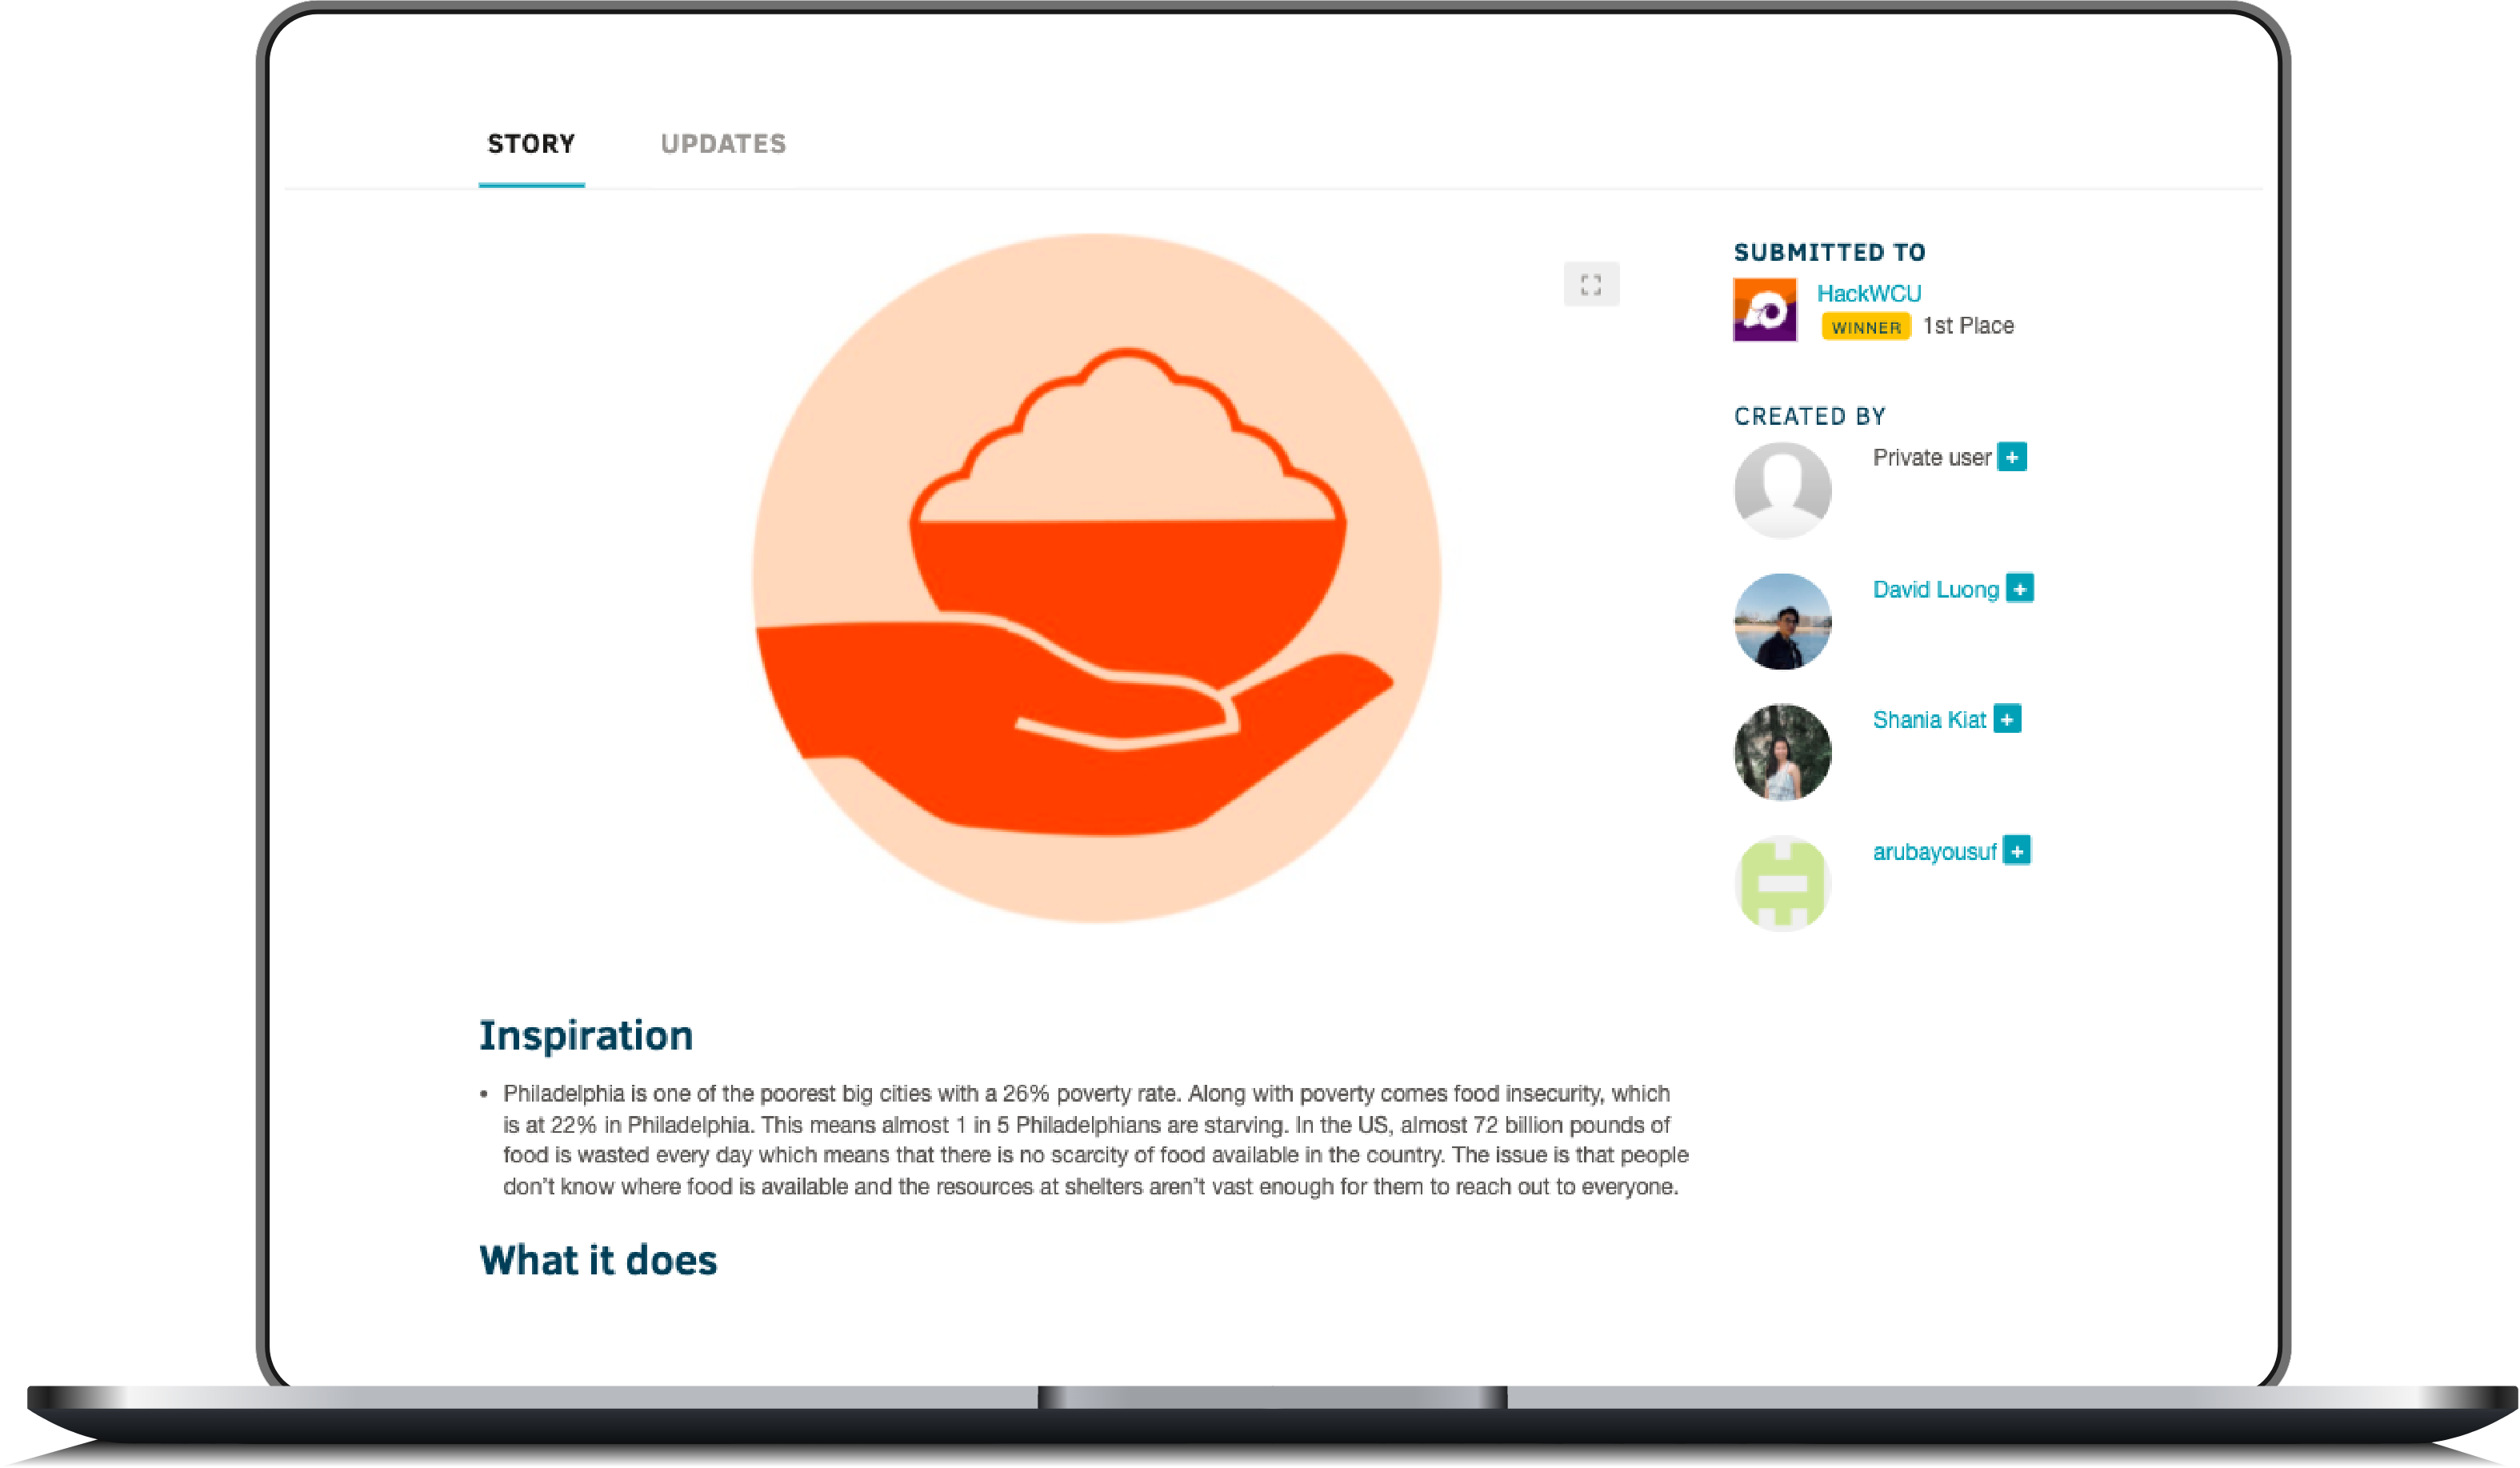 STORY
UPDATES
SUBMITTED TO
HackWCU
WINNER 1st Place
CREATED BY
Private user +
David Luong +
Shania Kiat +
arubayousuf +
Inspiration
• Philadelphia is one of the poorest big cities with a 26% poverty rate. Along with poverty comes food insecurity, which
is at 22% in Philadelphia. This means almost 1 in 5 Philadelphians are starving. In the US, almost 72 billion pounds of
food is wasted every day which means that there is no scarcity of food available in the country. The issue is that people
don't know where food is available and the resources at shelters aren't vast enough for them to reach out to everyone.
What it does